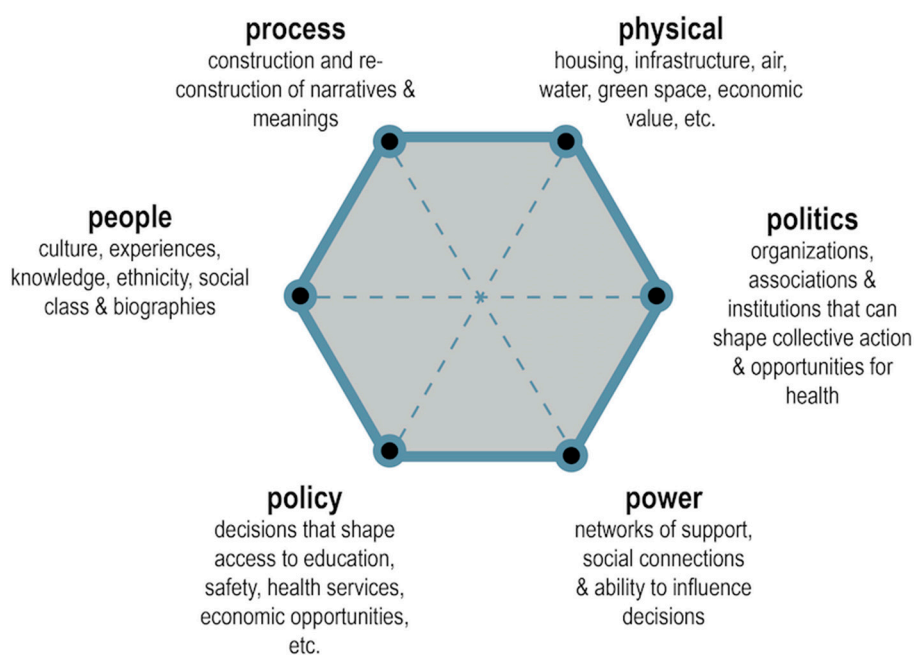 process
construction and re-
construction of narratives &
meanings
physical
housing, infrastructure, air,
water, green space, economic
value, etc.
people
culture, experiences,
knowledge, ethnicity, social
class & biographies
politics
organizations,
associations &
institutions that can
shape collective action
& opportunities for
health
policy
decisions that shape
access to education,
safety, health services,
economic opportunities,
etc.
power
networks of support,
social connections
& ability to influence
decisions